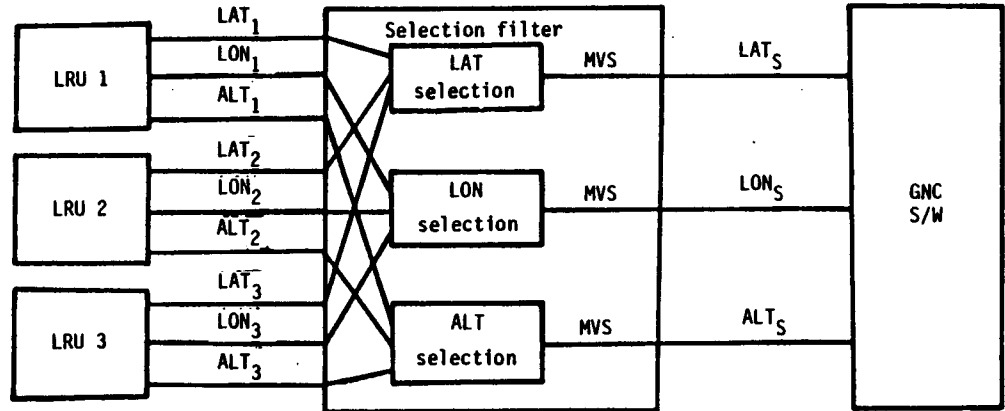 LAT1
LON1
ALT1
LRU 1
LAT2
LON2
ALT2
LRU 2
LAT3
LON3
ALT3
LRU 3
Selection filter
LAT
selection
LON
selection
ALT
selection
MVS
MVS
MVS
LATS
LONS
ALTS
GNC
S/W